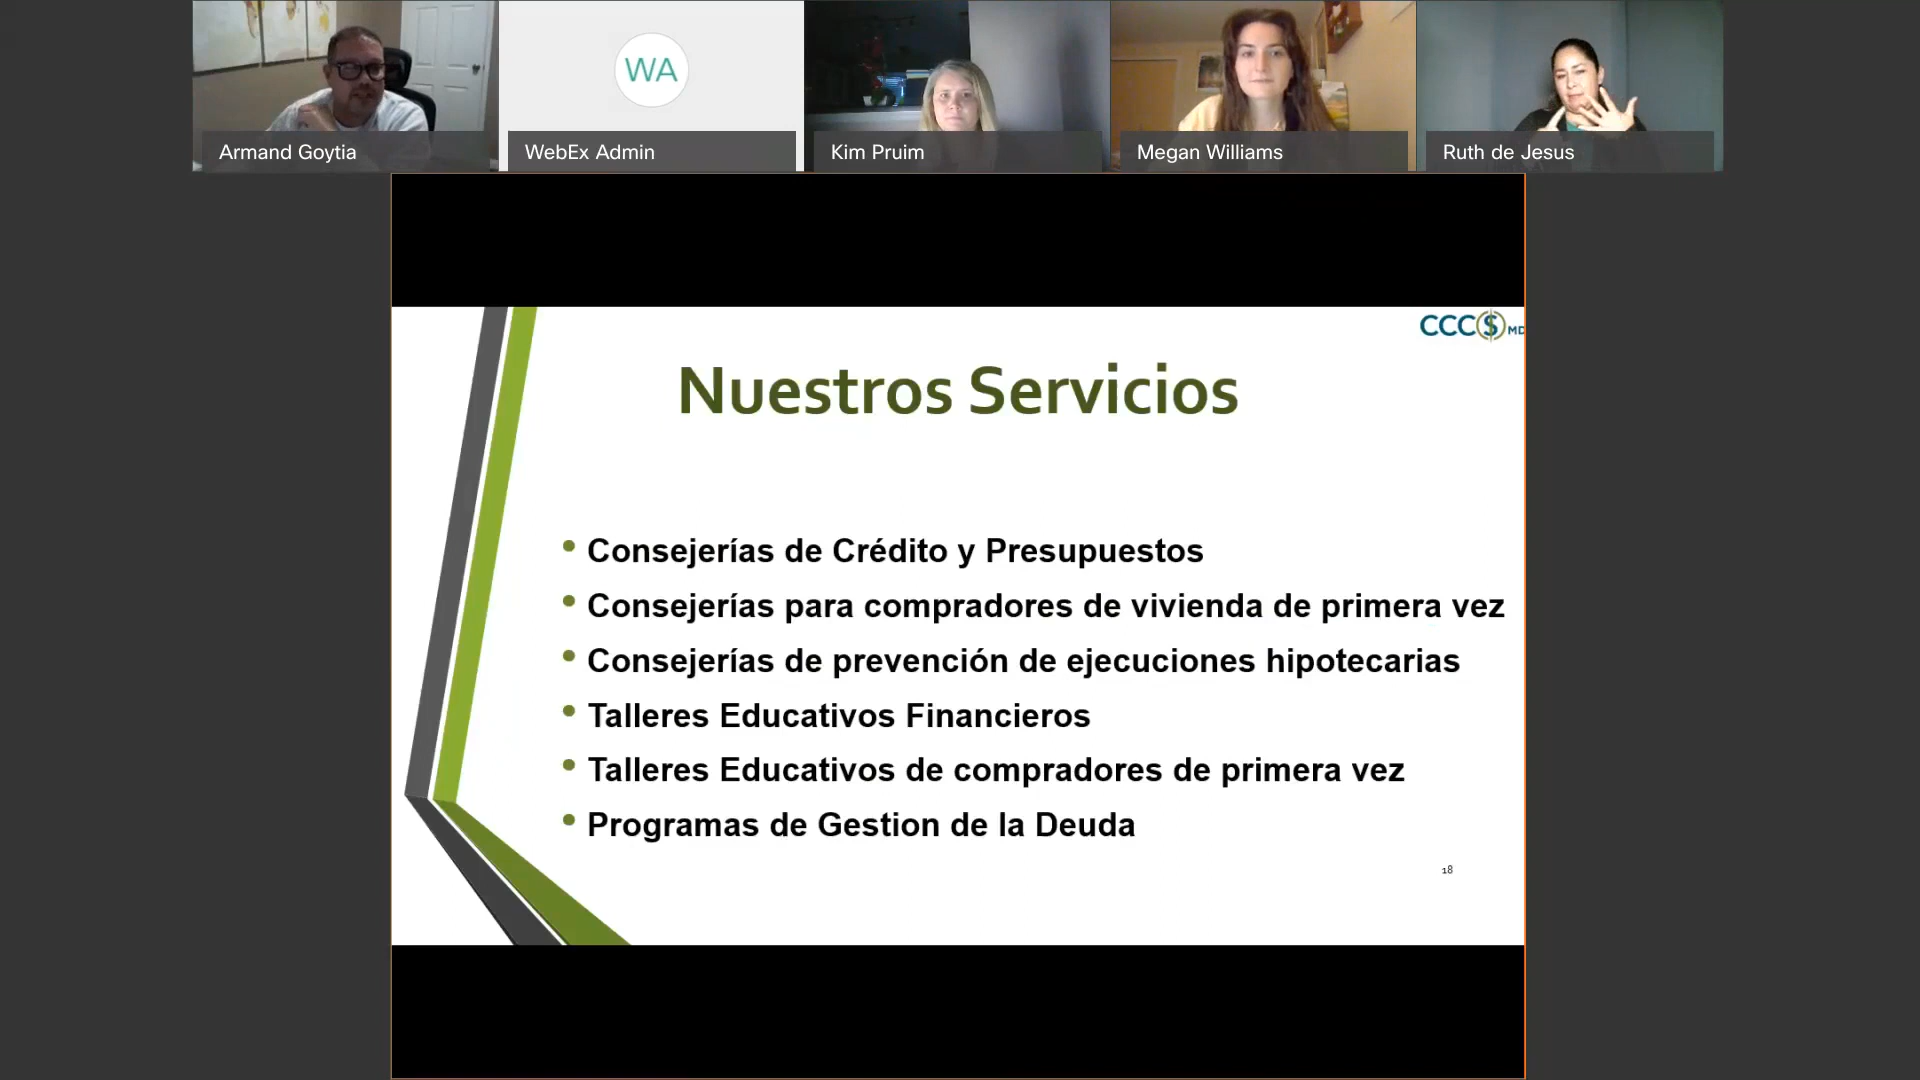 Armand Goytia
WA
WebEx Admin
Kim Pruim
Megan Williams
Ruth de Jesus
CCC$ MD
Nuestros Servicios
• Consejerías de Crédito y Presupuestos
• Consejerías para compradores de vivienda de primera vez
• Consejerías de prevención de ejecuciones hipotecarias
• Talleres Educativos Financieros
• Talleres Educativos de compradores de primera vez
• Programas de Gestion de la Deuda
18